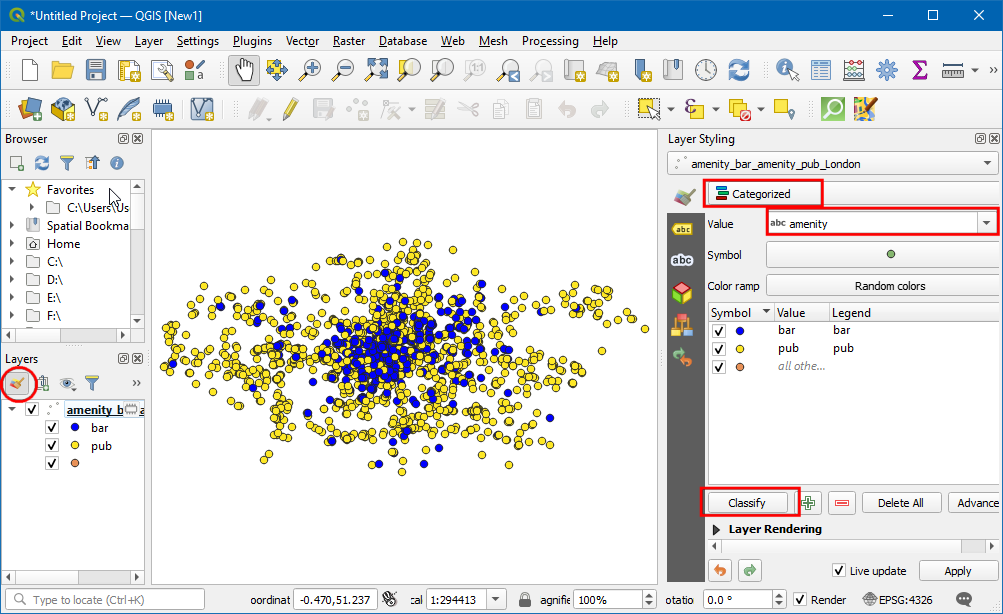 *Untitled Project — QGIS [New1]
Project Edit View Layer Settings Plugins Vector Raster Database Web Mesh Processing Help
1:1
»
Browser
Favorites
C:\Users\Us
Spatial Bookma
Home
C:\
D:\
E:\
F:\
Layers
»
amenity_b a
bar
pub
Layer Styling
amenity_bar_amenity_pub_London
Categorized
abc
Value abc amenity
Symbol
abc
Color ramp Random colors
Symbol Value Legend
bar bar
pub pub
all othe...
Classify Delete All Advance
Layer Rendering
Live update Apply
Type to locate (Ctrl+K) oordinat -0.470,51.237 cal 1:294413 agnifie 100% otatio 0.0 ° Render EPSG:4326